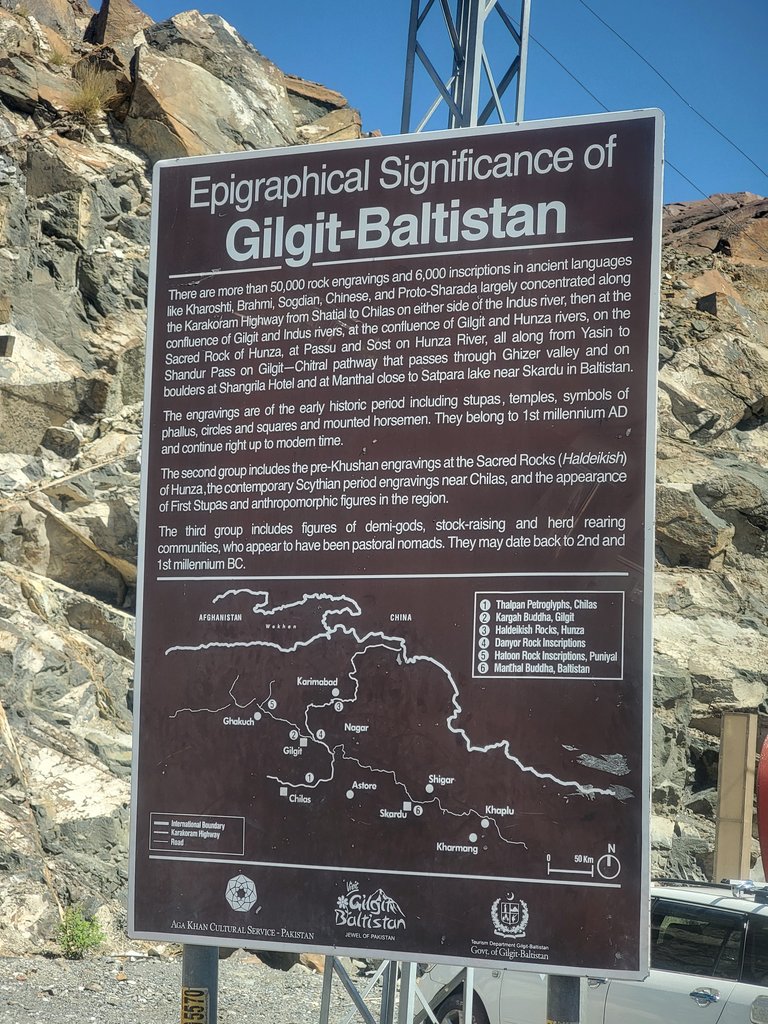 Epigraphical Significance of
Gilgit-Baltistan
There are more than 50,000 rock engravings and 6,000 inscriptions in ancient languages
like Kharoshti, Brahmi, Sogdian, Chinese, and Proto-Sharada largely concentrated along
the Karakoram Highway from Shatial to Chilas on either side of the Indus river, then at the
confluence of Gilgit and Indus rivers, at the confluence of Gilgit and Hunza rivers, on the
Sacred Rock of Hunza, at Passu and Sost on Hunza River, all along from Yasin to
Shandur Pass on Gilgit—Chitral pathway that passes through Ghizer valley and on
boulders at Shangrila Hotel and at Manthal close to Satpara lake near Skardu in Baltistan.
The engravings are of the early historic period including stupas, temples, symbols of
phallus, circles and squares and mounted horsemen. They belong to 1st millennium AD
and continue right up to modern time.
The second group includes the pre-Khushan engravings at the Sacred Rocks (Haldeikish)
of Hunza, the contemporary Scythian period engravings near Chilas, and the appearance
of First Stupas and anthropomorphic figures in the region.
The third group includes figures of demi-gods, stock-raising and herd rearing
communities, who appear to have been pastoral nomads. They may date back to 2nd and
1st millennium BC.
AFGHANISTAN
Wakhan
CHINA
1 Thalpan Petroglyphs, Chilas
2 Kargah Buddha, Gilgit
3 Haldeikish Rocks, Hunza
4 Danyor Rock Inscriptions
5 Hatoon Rock Inscriptions, Puniyal
6 Manthal Buddha, Baltistan
Karimabad
3
5
Ghakuch
Nagar
2
4
Gilgit
1
Chilas
Astore
Shigar
Skardu
6
Khaplu
Kharmang
International Boundary
Karakoram Highway
Road
N
0 50 Km
AGA KHAN CULTURAL SERVICE - PAKISTAN
Visit
Gilgit
Baltistan
JEWEL OF PAKISTAN
Tourism Department Gilgit-Baltistan
Govt. of Gilgit-Baltistan
5570